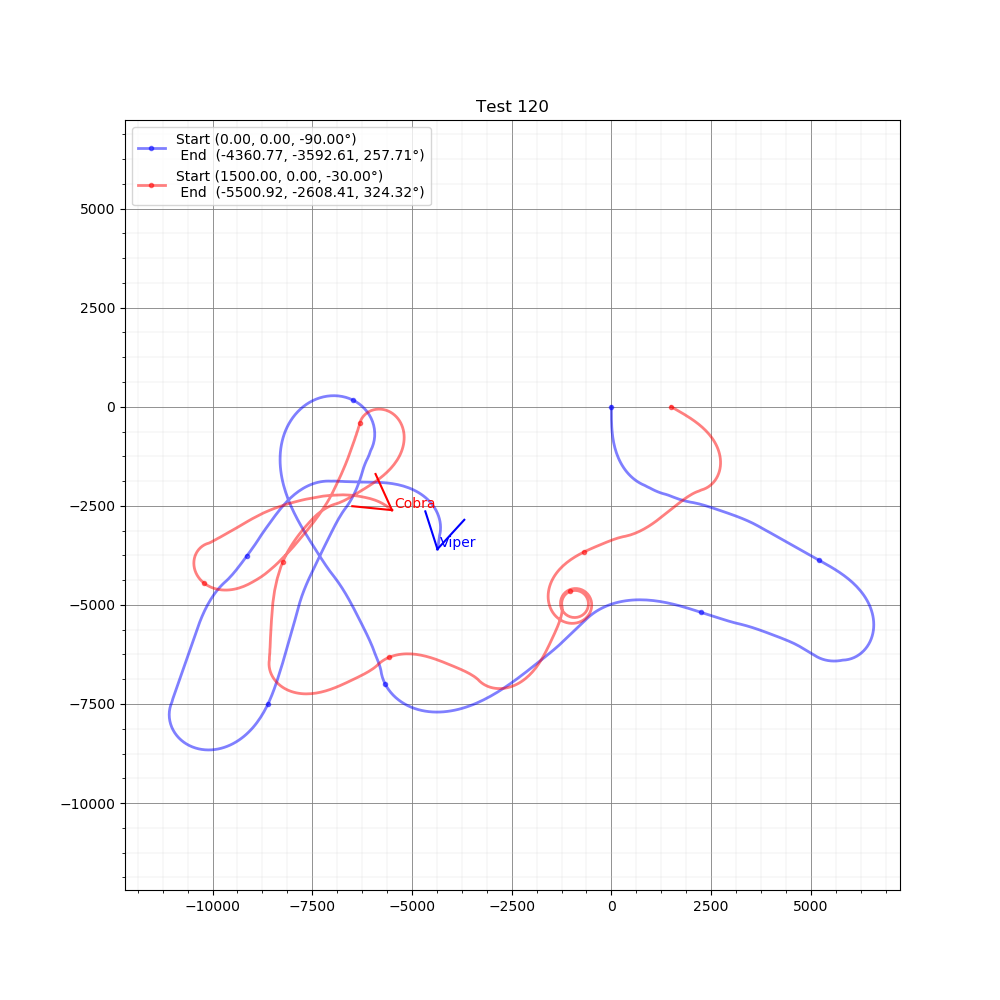 Test 120
Start (0.00, 0.00, -90.00°)
End (-4360.77, -3592.61, 257.71°)
Start (1500.00, 0.00, -30.00°)
End (-5500.92, -2608.41, 324.32°)
5000
2500
0
−2500
−5000
−7500
−10000
Cobra
Viper
−10000 −7500 −5000 −2500 0 2500 5000